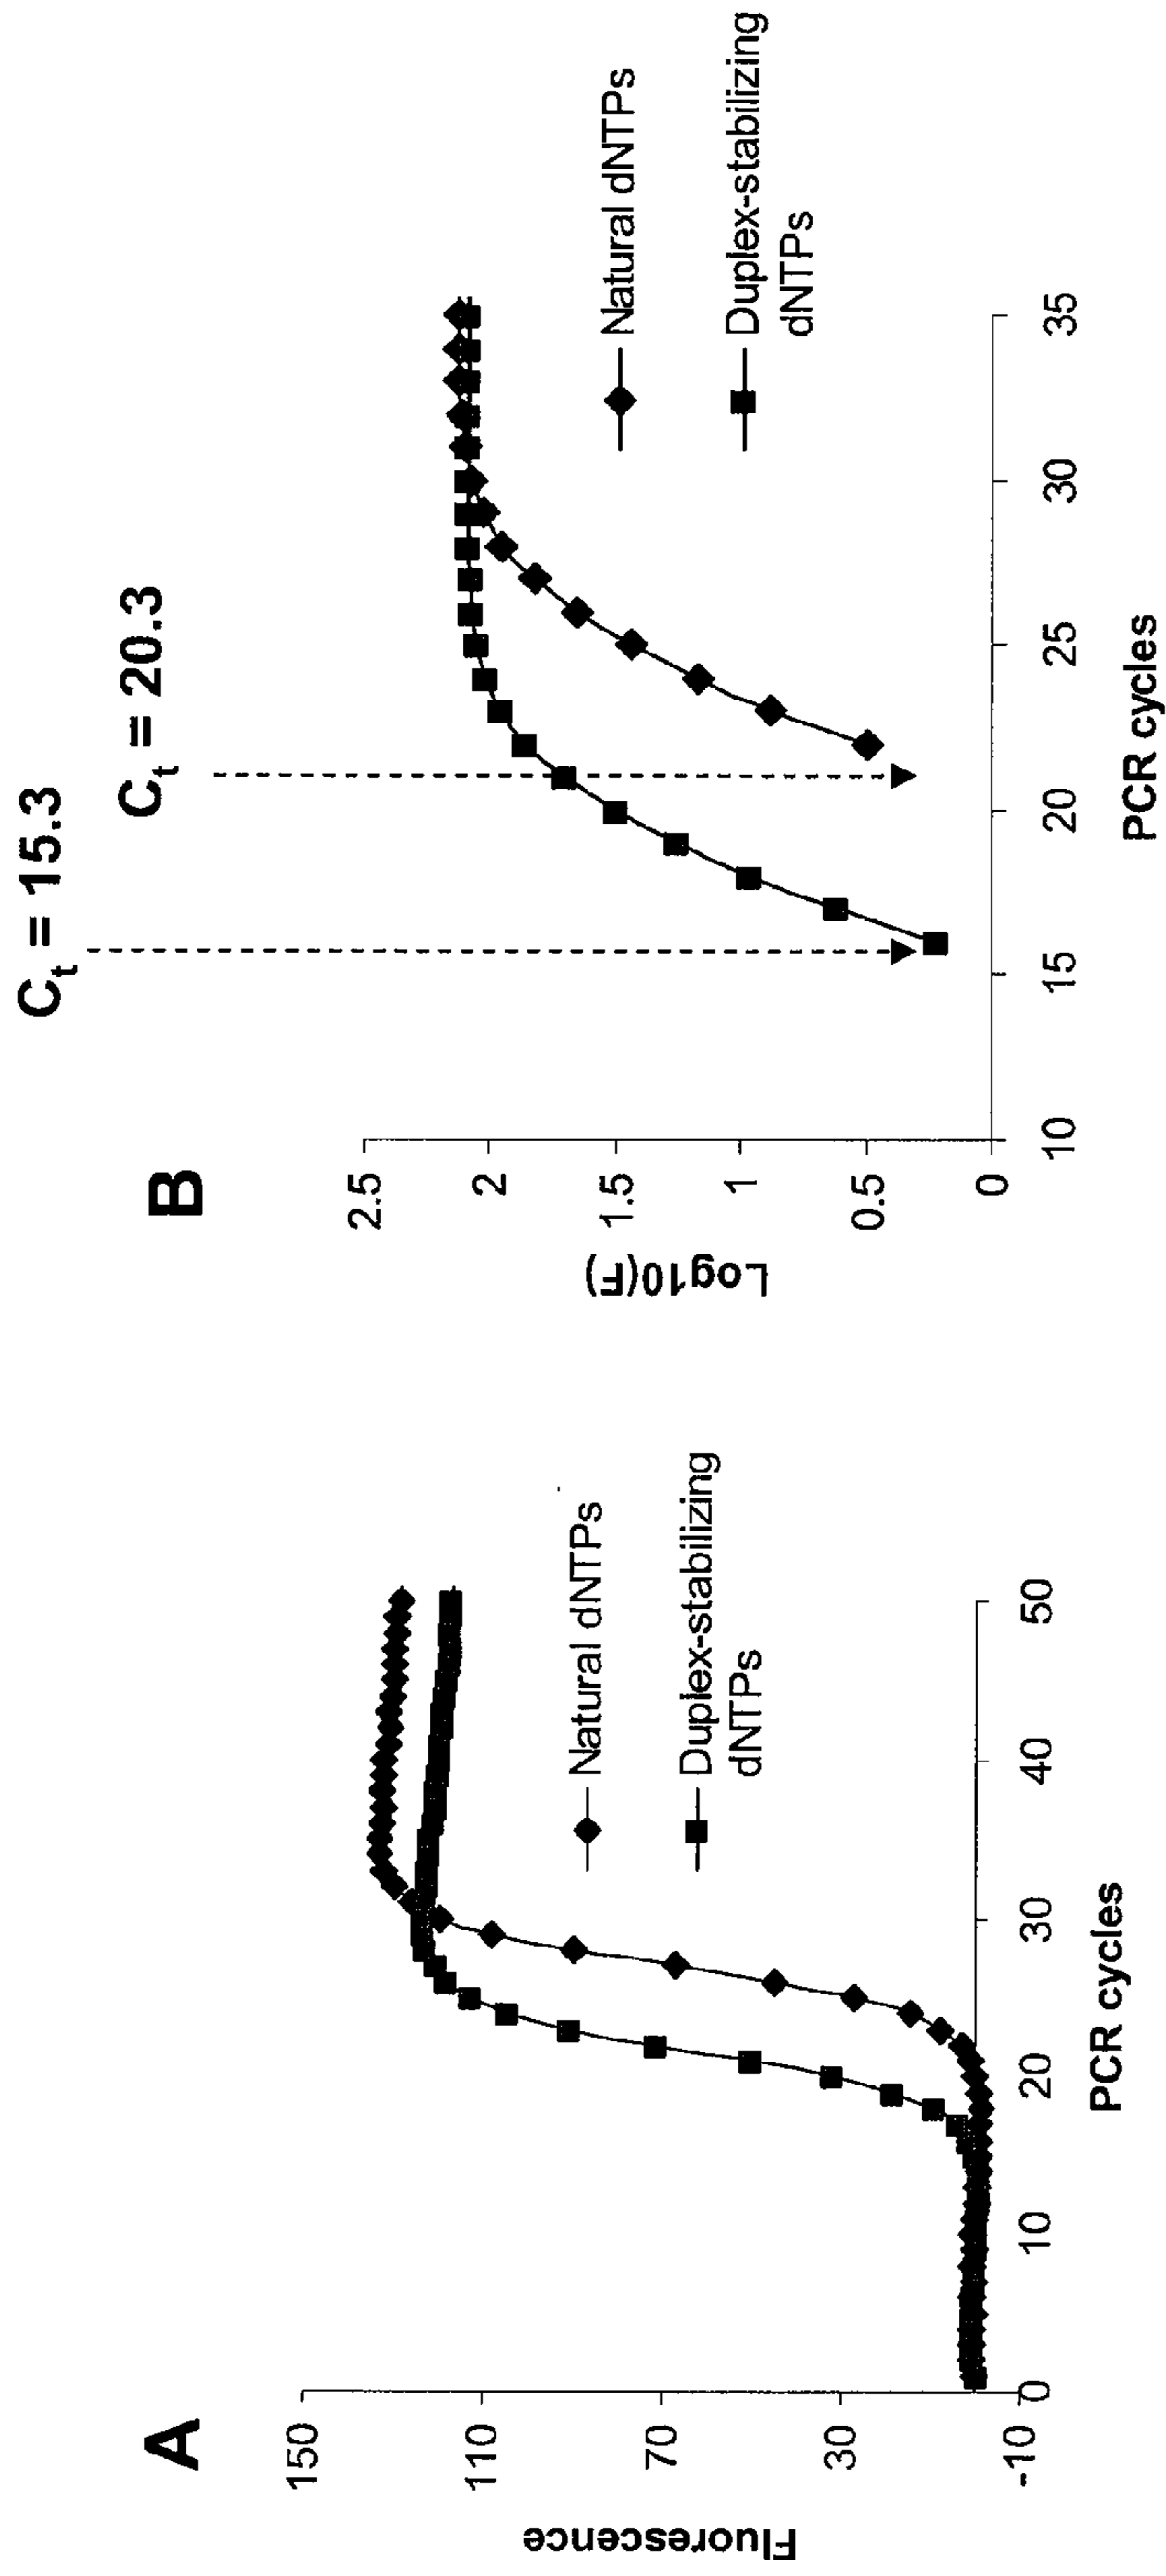 A
150
110
70
30
-10
Fluorescence
0
10
20
30
40
50
PCR cycles
Natural dNTPs
Duplex-stabilizing
dNTPs
B
Ct = 15.3
Ct = 20.3
2.5
2
1.5
1
0.5
0
Log10(F)
10
15
20
25
30
35
PCR cycles
Natural dNTPs
Duplex-stabilizing
dNTPs